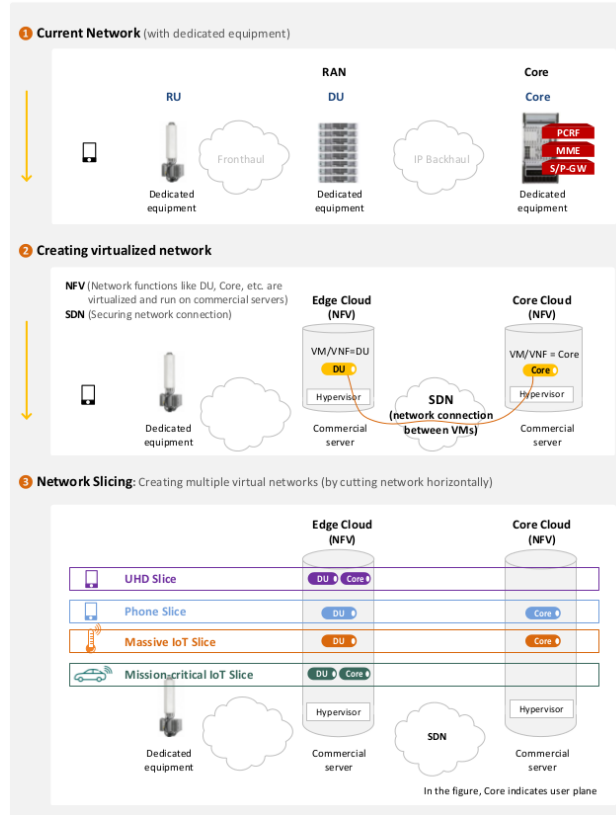 1 Current Network (with dedicated equipment)
RAN Core
RU DU Core
Fronthaul
IP Backhaul
PCRF
MME
S/P-GW
Dedicated equipment
Dedicated equipment
Dedicated equipment
2 Creating virtualized network
NFV (Network functions like DU, Core, etc. are
virtualized and run on commercial servers)
SDN (Securing network connection)
Edge Cloud
(NFV)
Core Cloud
(NFV)
VM/VNF=DU
DU
Hypervisor
VM/VNF = Core
Core
Hypervisor
SDN
(network connection
between VMs)
Dedicated
equipment
Commercial
server
Commercial
server
3 Network Slicing: Creating multiple virtual networks (by cutting network horizontally)
Edge Cloud
(NFV)
Core Cloud
(NFV)
UHD Slice DU Core
Phone Slice DU Core
Massive IoT Slice DU Core
Mission-critical IoT Slice DU Core
Hypervisor
SDN
Hypervisor
Dedicated
equipment
Commercial
server
Commercial
server
In the figure, Core indicates user plane